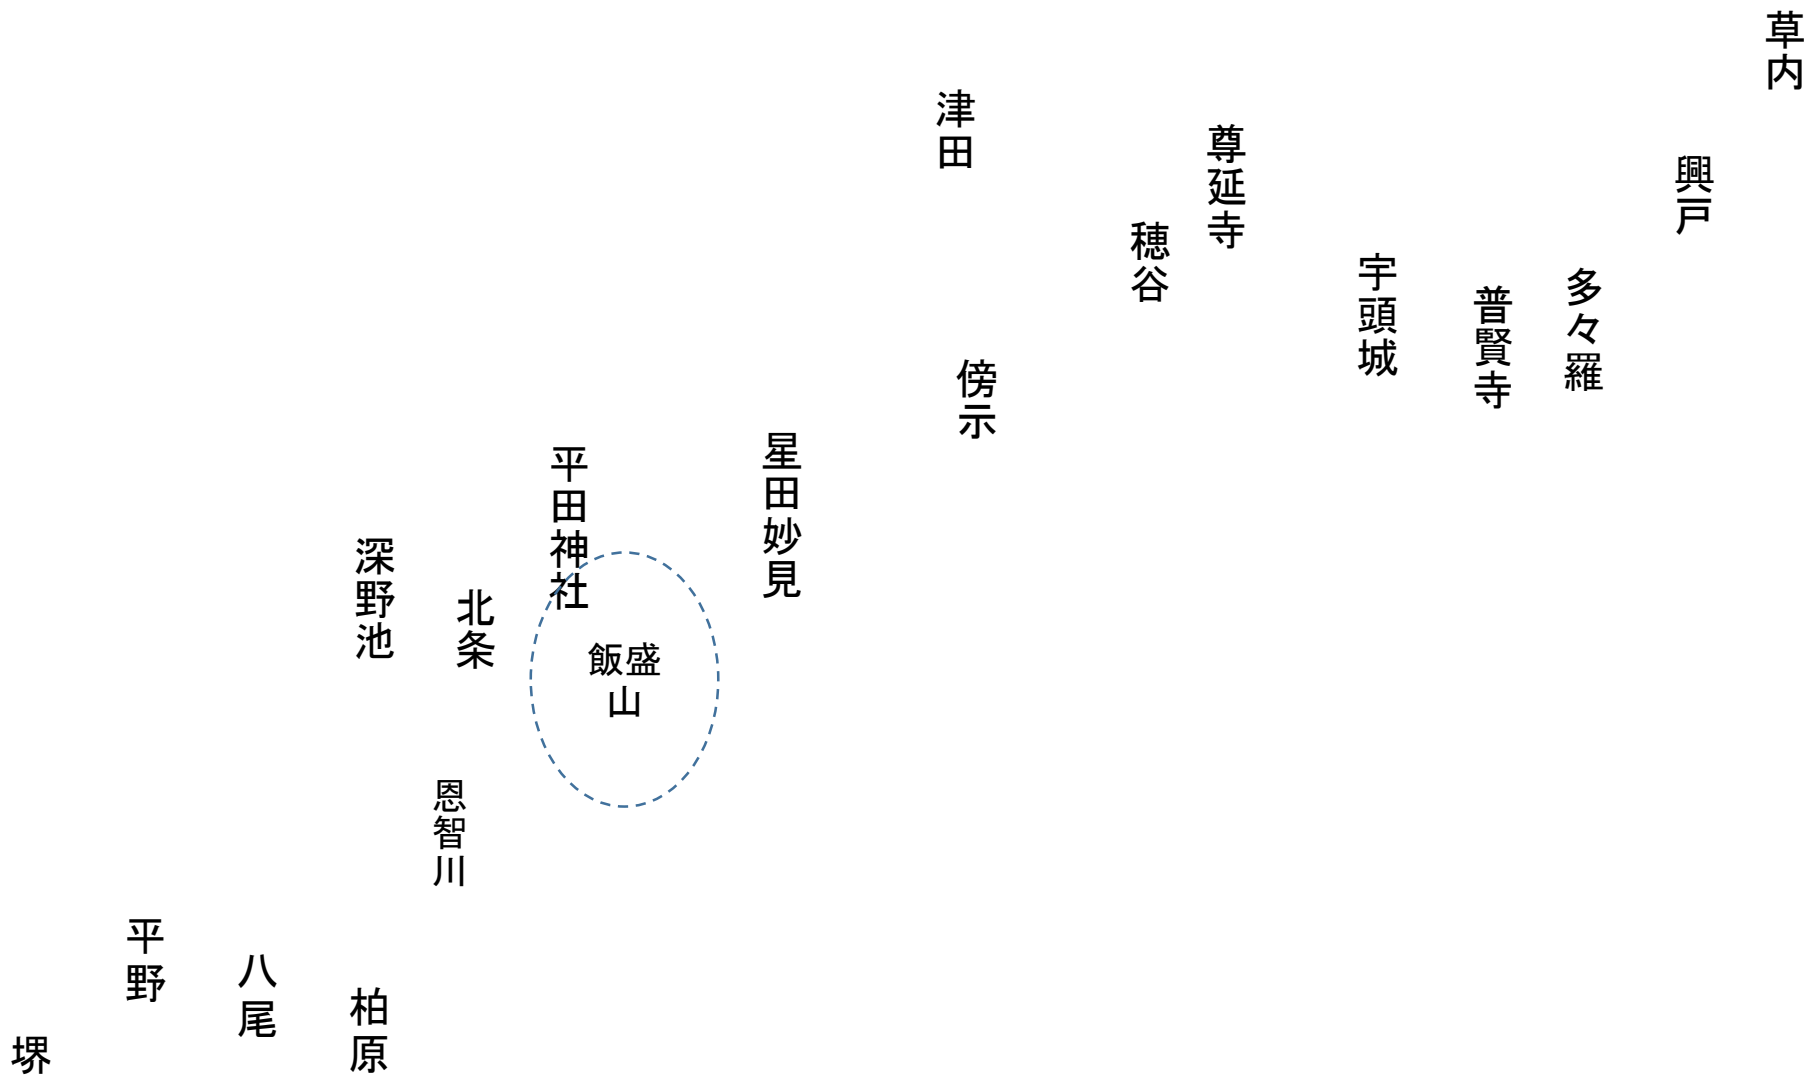 草内
興戸
津田
尊延寺
穂谷
宇頭城
多々羅
普賢寺
傍示
星田妙見
平田神社
深野池
北条
飯盛
山
恩智川
平野
八尾
柏原
堺